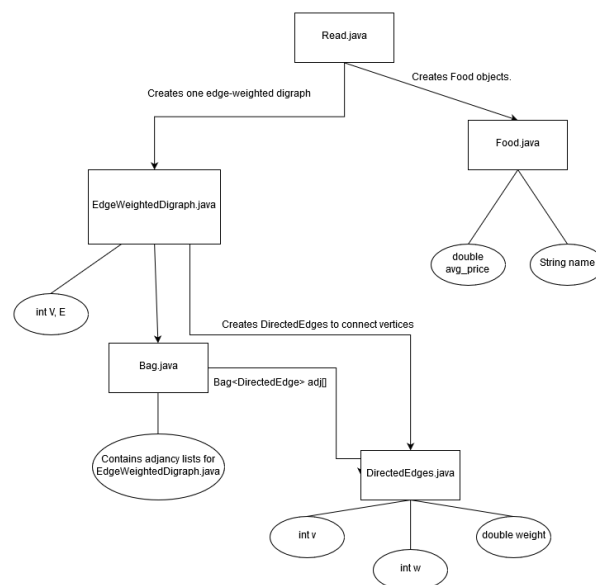 Read.java
Creates Food objects.
Creates one edge-weighted digraph
Food.java
EdgeWeightedDigraph.java
double
avg_price
String name
int V, E
Creates DirectedEdges to connect vertices
Bag.java
Bag<DirectedEdge> adj[]
Contains adjancy lists for
EdgeWeightedDigraph.java
DirectedEdges.java
int v
double weight
int w